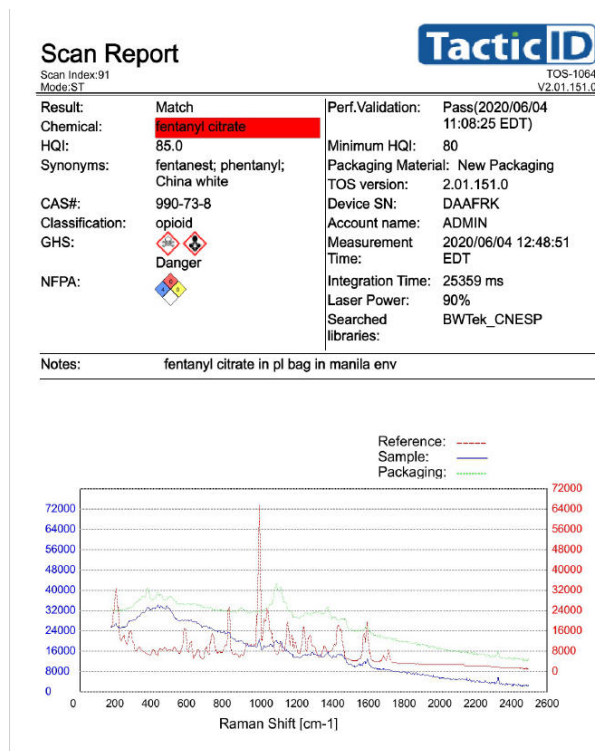 Scan Report
TacticID
Scan Index:91
Mode:ST
TOS-1064
V2.01.151.0
Result: Match
Chemical: fentanyl citrate
HQI: 85.0
Synonyms: fentanest; phentanyl;
China white
CAS#: 990-73-8
Classification: opioid
GHS:
Danger
NFPA:
Perf.Validation: Pass(2020/06/04
11:08:25 EDT)
Minimum HQI: 80
Packaging Material: New Packaging
TOS version: 2.01.151.0
Device SN: DAAFRK
Account name: ADMIN
Measurement 2020/06/04 12:48:51
Time: EDT
Integration Time: 25359 ms
Laser Power: 90%
Searched BWTek_CNESP
libraries:
Notes: fentanyl citrate in pl bag in manila env
Reference:
Sample:
Packaging:
72000
64000
56000
48000
40000
32000
24000
16000
8000
0
72000
64000
56000
48000
40000
32000
24000
16000
8000
0
0 200 400 600 800 1000 1200 1400 1600 1800 2000 2200 2400 2600
Raman Shift [cm-1]